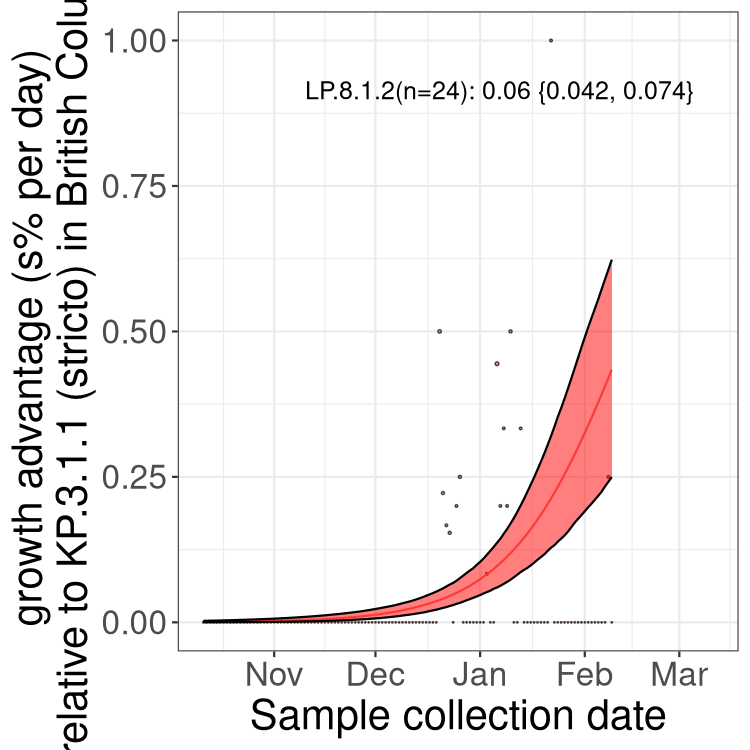 growth advantage (s% per day)
relative to KP.3.1.1 (stricto) in British Colu
1.00
0.75
0.50
0.25
0.00
LP.8.1.2(n=24): 0.06 {0.042, 0.074}
Nov Dec Jan Feb Mar
Sample collection date